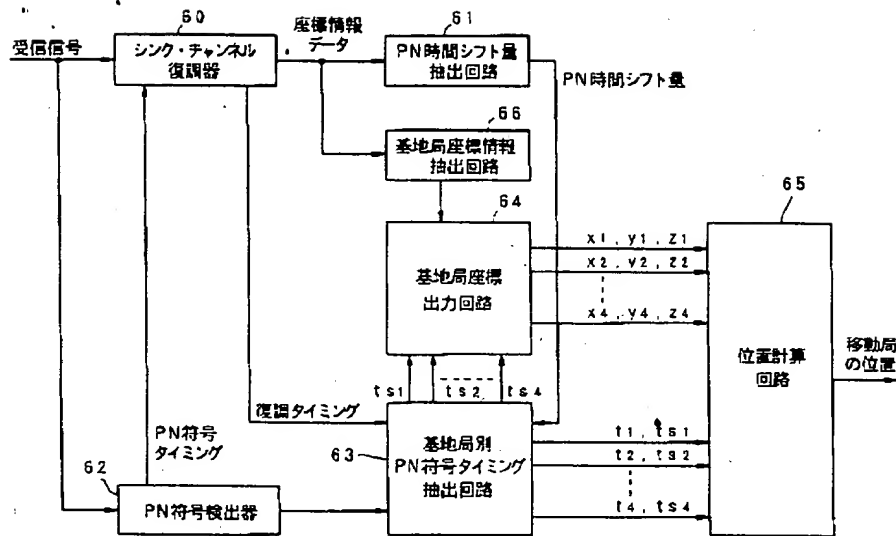 60
座標情報
データ
61
受信信号
シンク・チャンネル
復調器
PN時間シフト量
抽出回路
PN時間シフト量
66
基地局座標情報
抽出回路
64
65
基地局座標
出力回路
x1, y1, z1
x2, y2, z2
x4, y4, z4
位置計算
回路
移動局
の位置
ts1
ts2
ts4
復調タイミング
PN符号
タイミング
63
基地局別
PN符号タイミング
抽出回路
t1, ts1
t2, ts2
t4, ts4
62
PN符号検出器